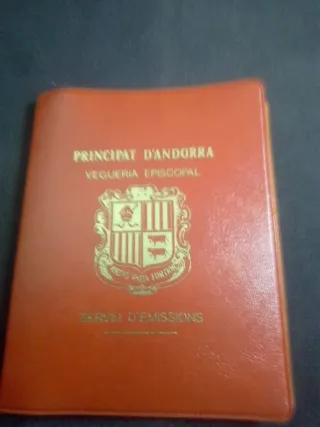 PRINCIPAT D'ANDORRA
VEGUERIA EPISCOPAL
VIRTUS UNITA FORTIOR
SERVEI D'EMISSIONS